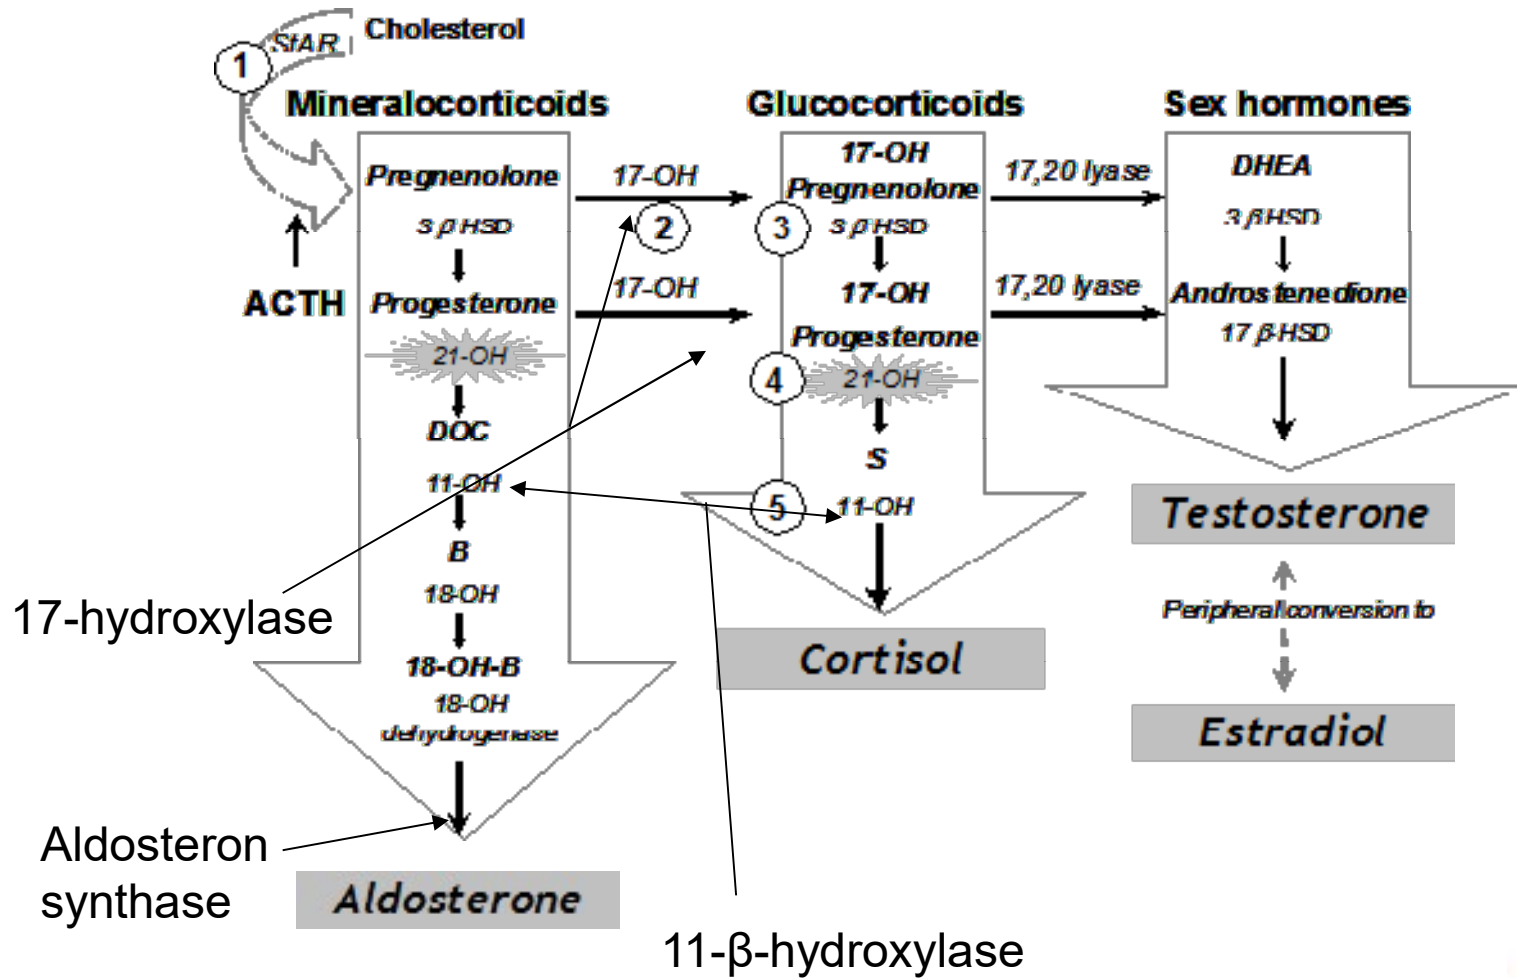 Cholesterol
StAR
1
Mineralocorticoids
Glucocorticoids
Sex hormones
Pregnenolone
3 β HSD
Progesterone
21-OH
DOC
11-OH
B
18-OH
18-OH-B
18-OH
dehydrogenase
Aldosterone
ACTH
17-OH
2
17-OH
17-OH
Pregnenolone
3
3 β HSD
17-OH
Progesterone
4
21-OH
S
5
11-OH
Cortisol
17,20 lyase
17,20 lyase
DHEA
3 β HSD
Androstenedione
17 β-HSD
Testosterone
Peripheral conversion to
Estradiol
17-hydroxylase
Aldosteron
synthase
11-β-hydroxylase